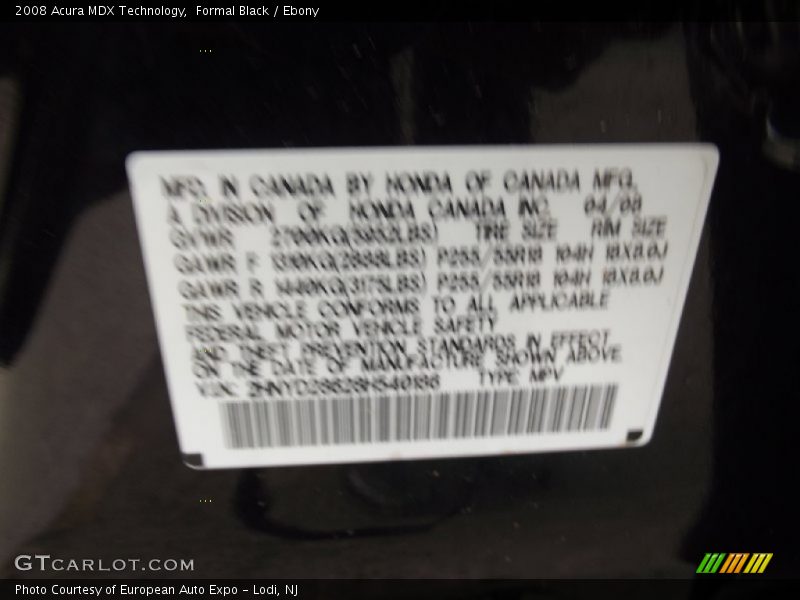 2008 Acura MDX Technology, Formal Black / Ebony
MFD. IN CANADA BY HONDA OF CANADA MFG.
A DIVISION OF HONDA CANADA INC. 04/08
GVWR 2700KG(5952LBS) TIRE SIZE RIM SIZE
GAWR F 1310KG(2888LBS) P255/55R18 104H 18X8.0J
GAWR R 1440KG(3175LBS) P255/55R18 104H 18X8.0J
THIS VEHICLE CONFORMS TO ALL APPLICABLE
FEDERAL MOTOR VEHICLE SAFETY
AND THEFT PREVENTION STANDARDS IN EFFECT
ON THE DATE OF MANUFACTURE SHOWN ABOVE.
TYPE MPV
GTCARLOT.COM
Photo Courtesy of European Auto Expo - Lodi, NJ